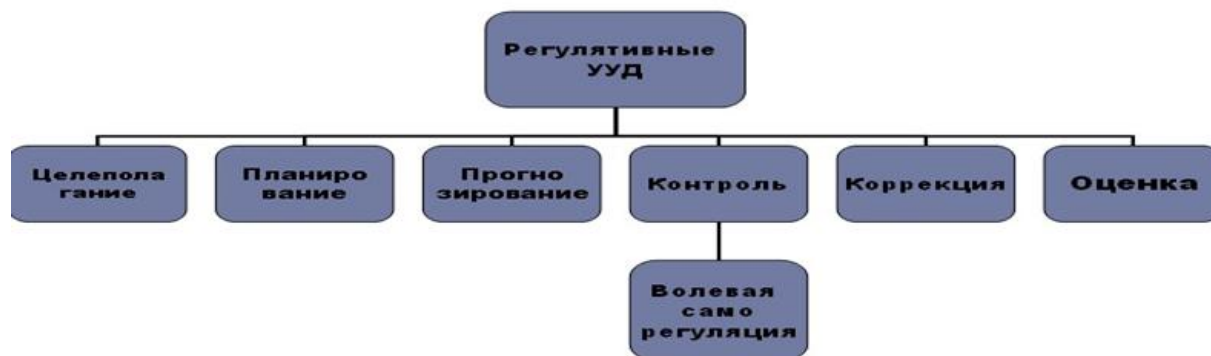 Регулятивные
УУД
Целепола
гание
Планиро
вание
Прогно
зирование
Контроль
Коррекция
Оценка
Волевая
само
регуляция